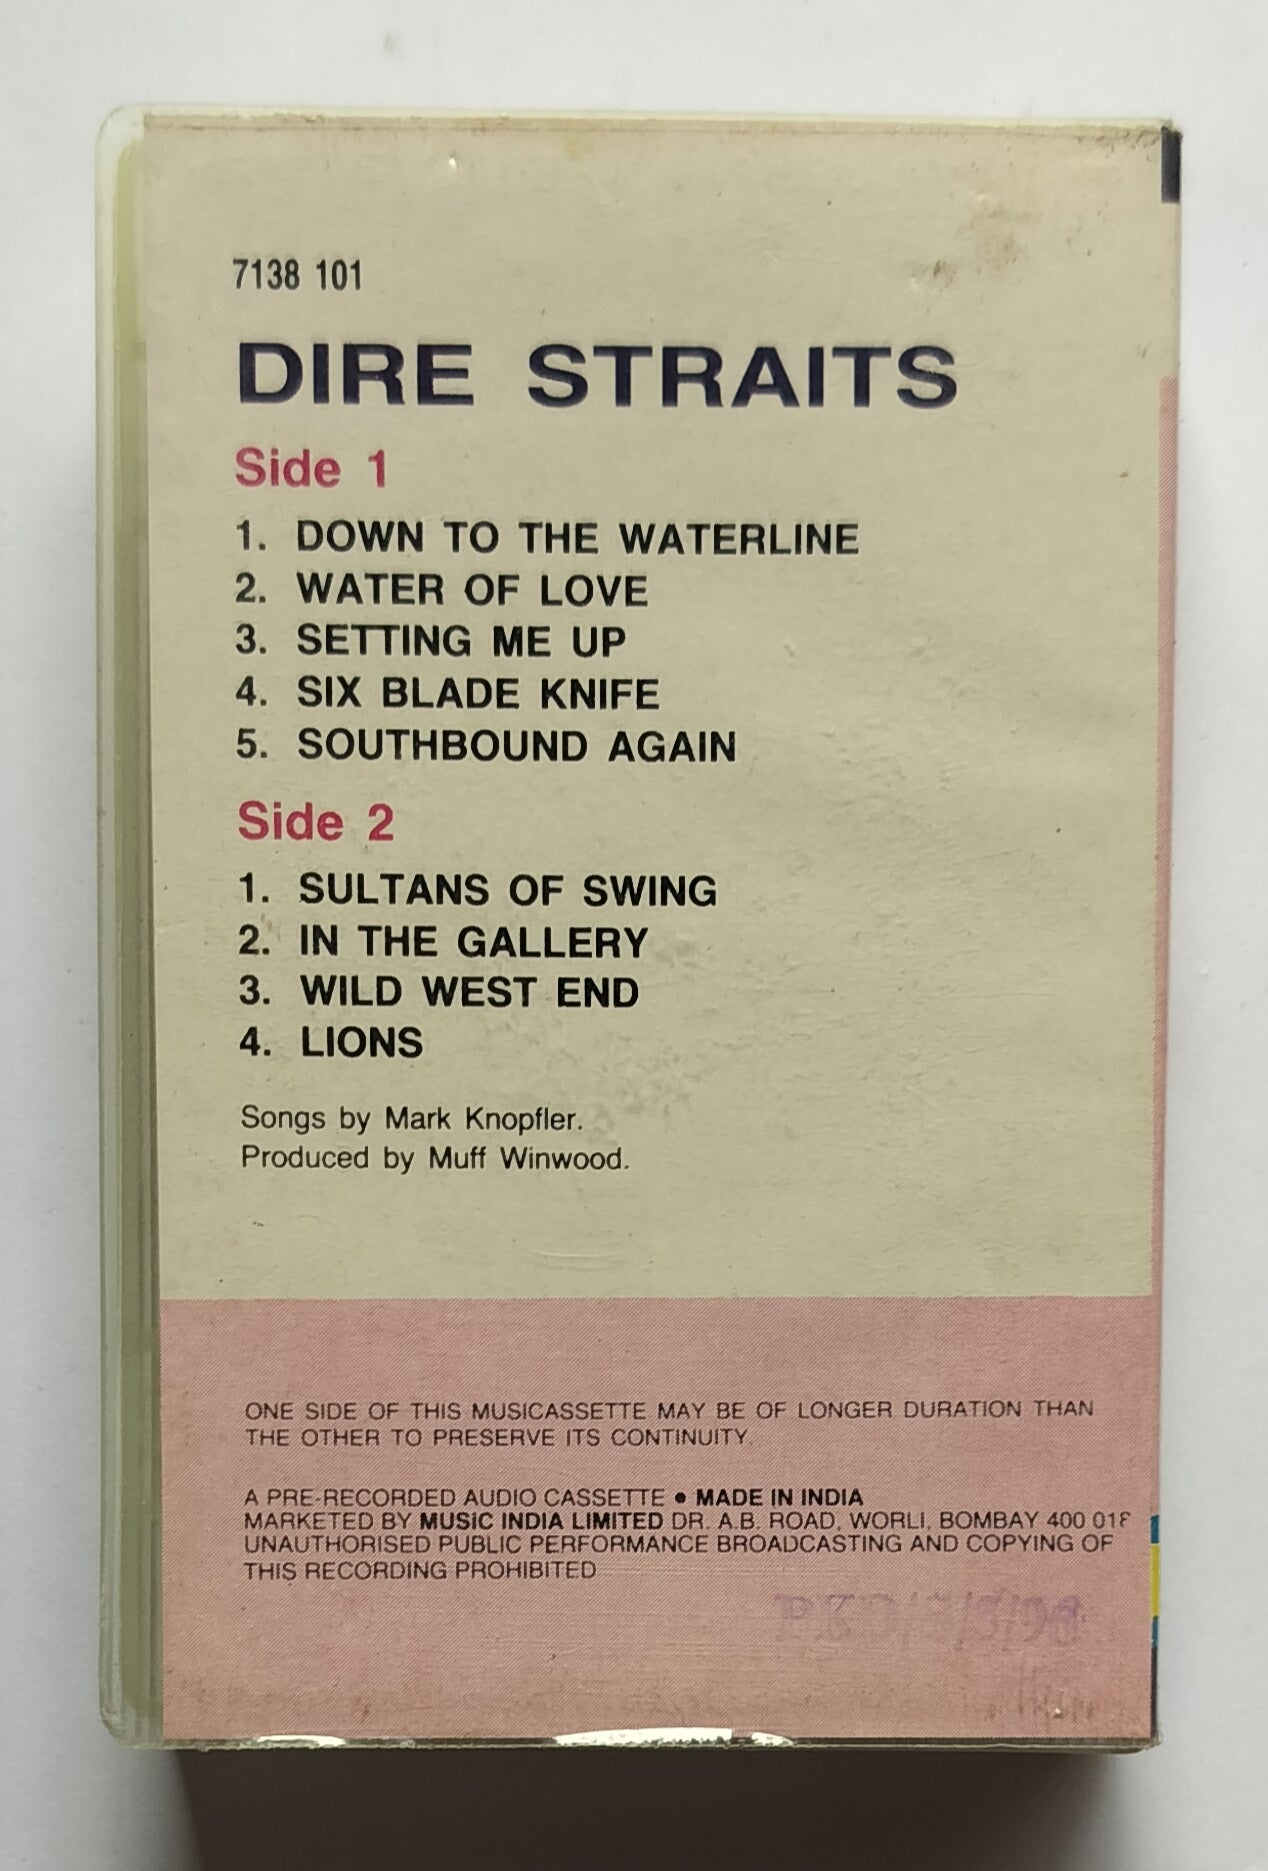 7138 101
DIRE STRAITS
Side 1
1. DOWN TO THE WATERLINE
2. WATER OF LOVE
3. SETTING ME UP
4. SIX BLADE KNIFE
5. SOUTHBOUND AGAIN
Side 2
1. SULTANS OF SWING
2. IN THE GALLERY
3. WILD WEST END
4. LIONS
Songs by Mark Knopfler.
Produced by Muff Winwood.
ONE SIDE OF THIS MUSICASSETTE MAY BE OF LONGER DURATION THAN
THE OTHER TO PRESERVE ITS CONTINUITY.
A PRE-RECORDED AUDIO CASSETTE • MADE IN INDIA
MARKETED BY MUSIC INDIA LIMITED DR. A.B. ROAD, WORLI, BOMBAY 400
UNAUTHORISED PUBLIC PERFORMANCE BROADCASTING AND COPYING OF
THIS RECORDING PROHIBITED